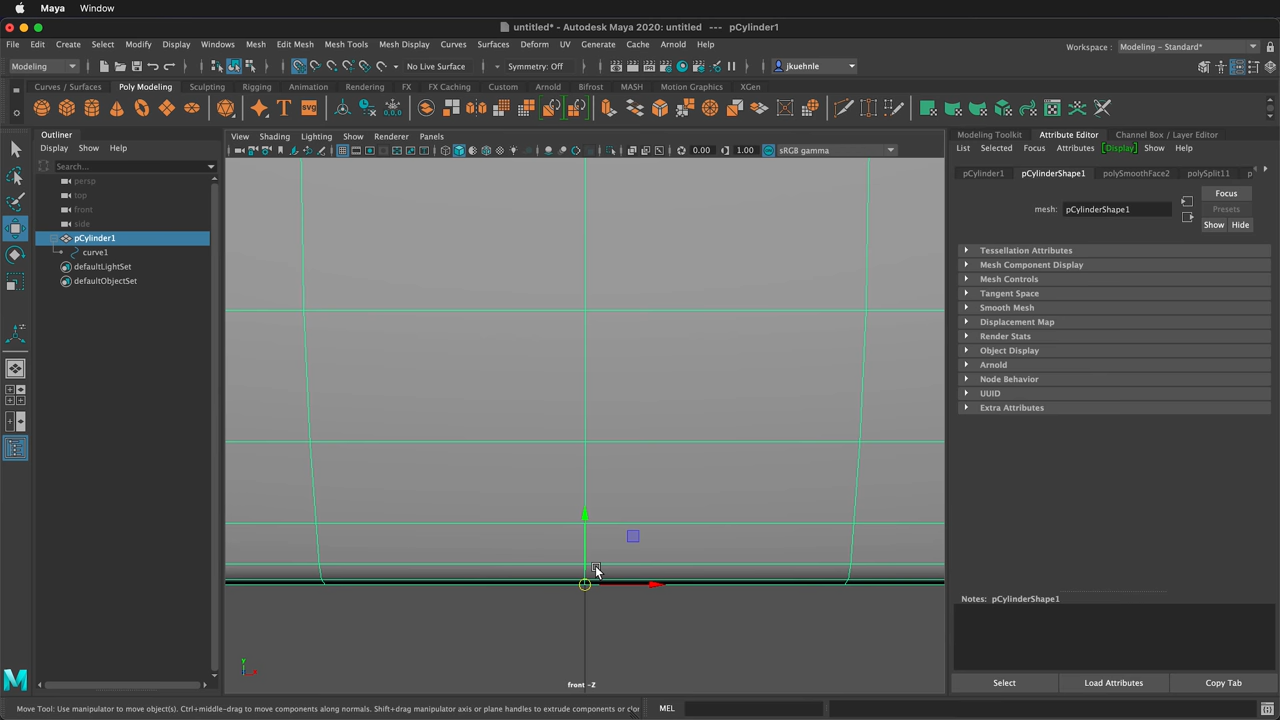 Maya Window
untitled* - Autodesk Maya 2020: untitled --- pCylinder1
File Edit Create Select Modify Display Windows Mesh Edit Mesh Mesh Tools Mesh Display Curves Surfaces Deform UV Generate Cache Arnold Help
Workspace : Modeling - Standard*
Modeling No Live Surface Symmetry: Off jkuehnle
Curves / Surfaces Poly Modeling Sculpting Rigging Animation Rendering FX FX Caching Custom Arnold Bifrost MASH Motion Graphics XGen
Outliner
Display Show Help
Search...
persp
top
front
side
pCylinder1
curve1
defaultLightSet
defaultObjectSet
View Shading Lighting Show Renderer Panels
0.00 1.00 sRGB gamma
front -Z
Modeling Toolkit Attribute Editor Channel Box / Layer Editor
List Selected Focus Attributes [Display] Show Help
pCylinder1 pCylinderShape1 polySmoothFace2 polySplit11 p
mesh: pCylinderShape1
Focus
Presets
Show Hide
Tessellation Attributes
Mesh Component Display
Mesh Controls
Tangent Space
Smooth Mesh
Displacement Map
Render Stats
Object Display
Arnold
Node Behavior
UUID
Extra Attributes
Notes: pCylinderShape1
Select Load Attributes Copy Tab
Move Tool: Use manipulator to move object(s). Ctrl+middle-drag to move components along normals. Shift+drag manipulator axis or plane handles to extrude components or clor
MEL